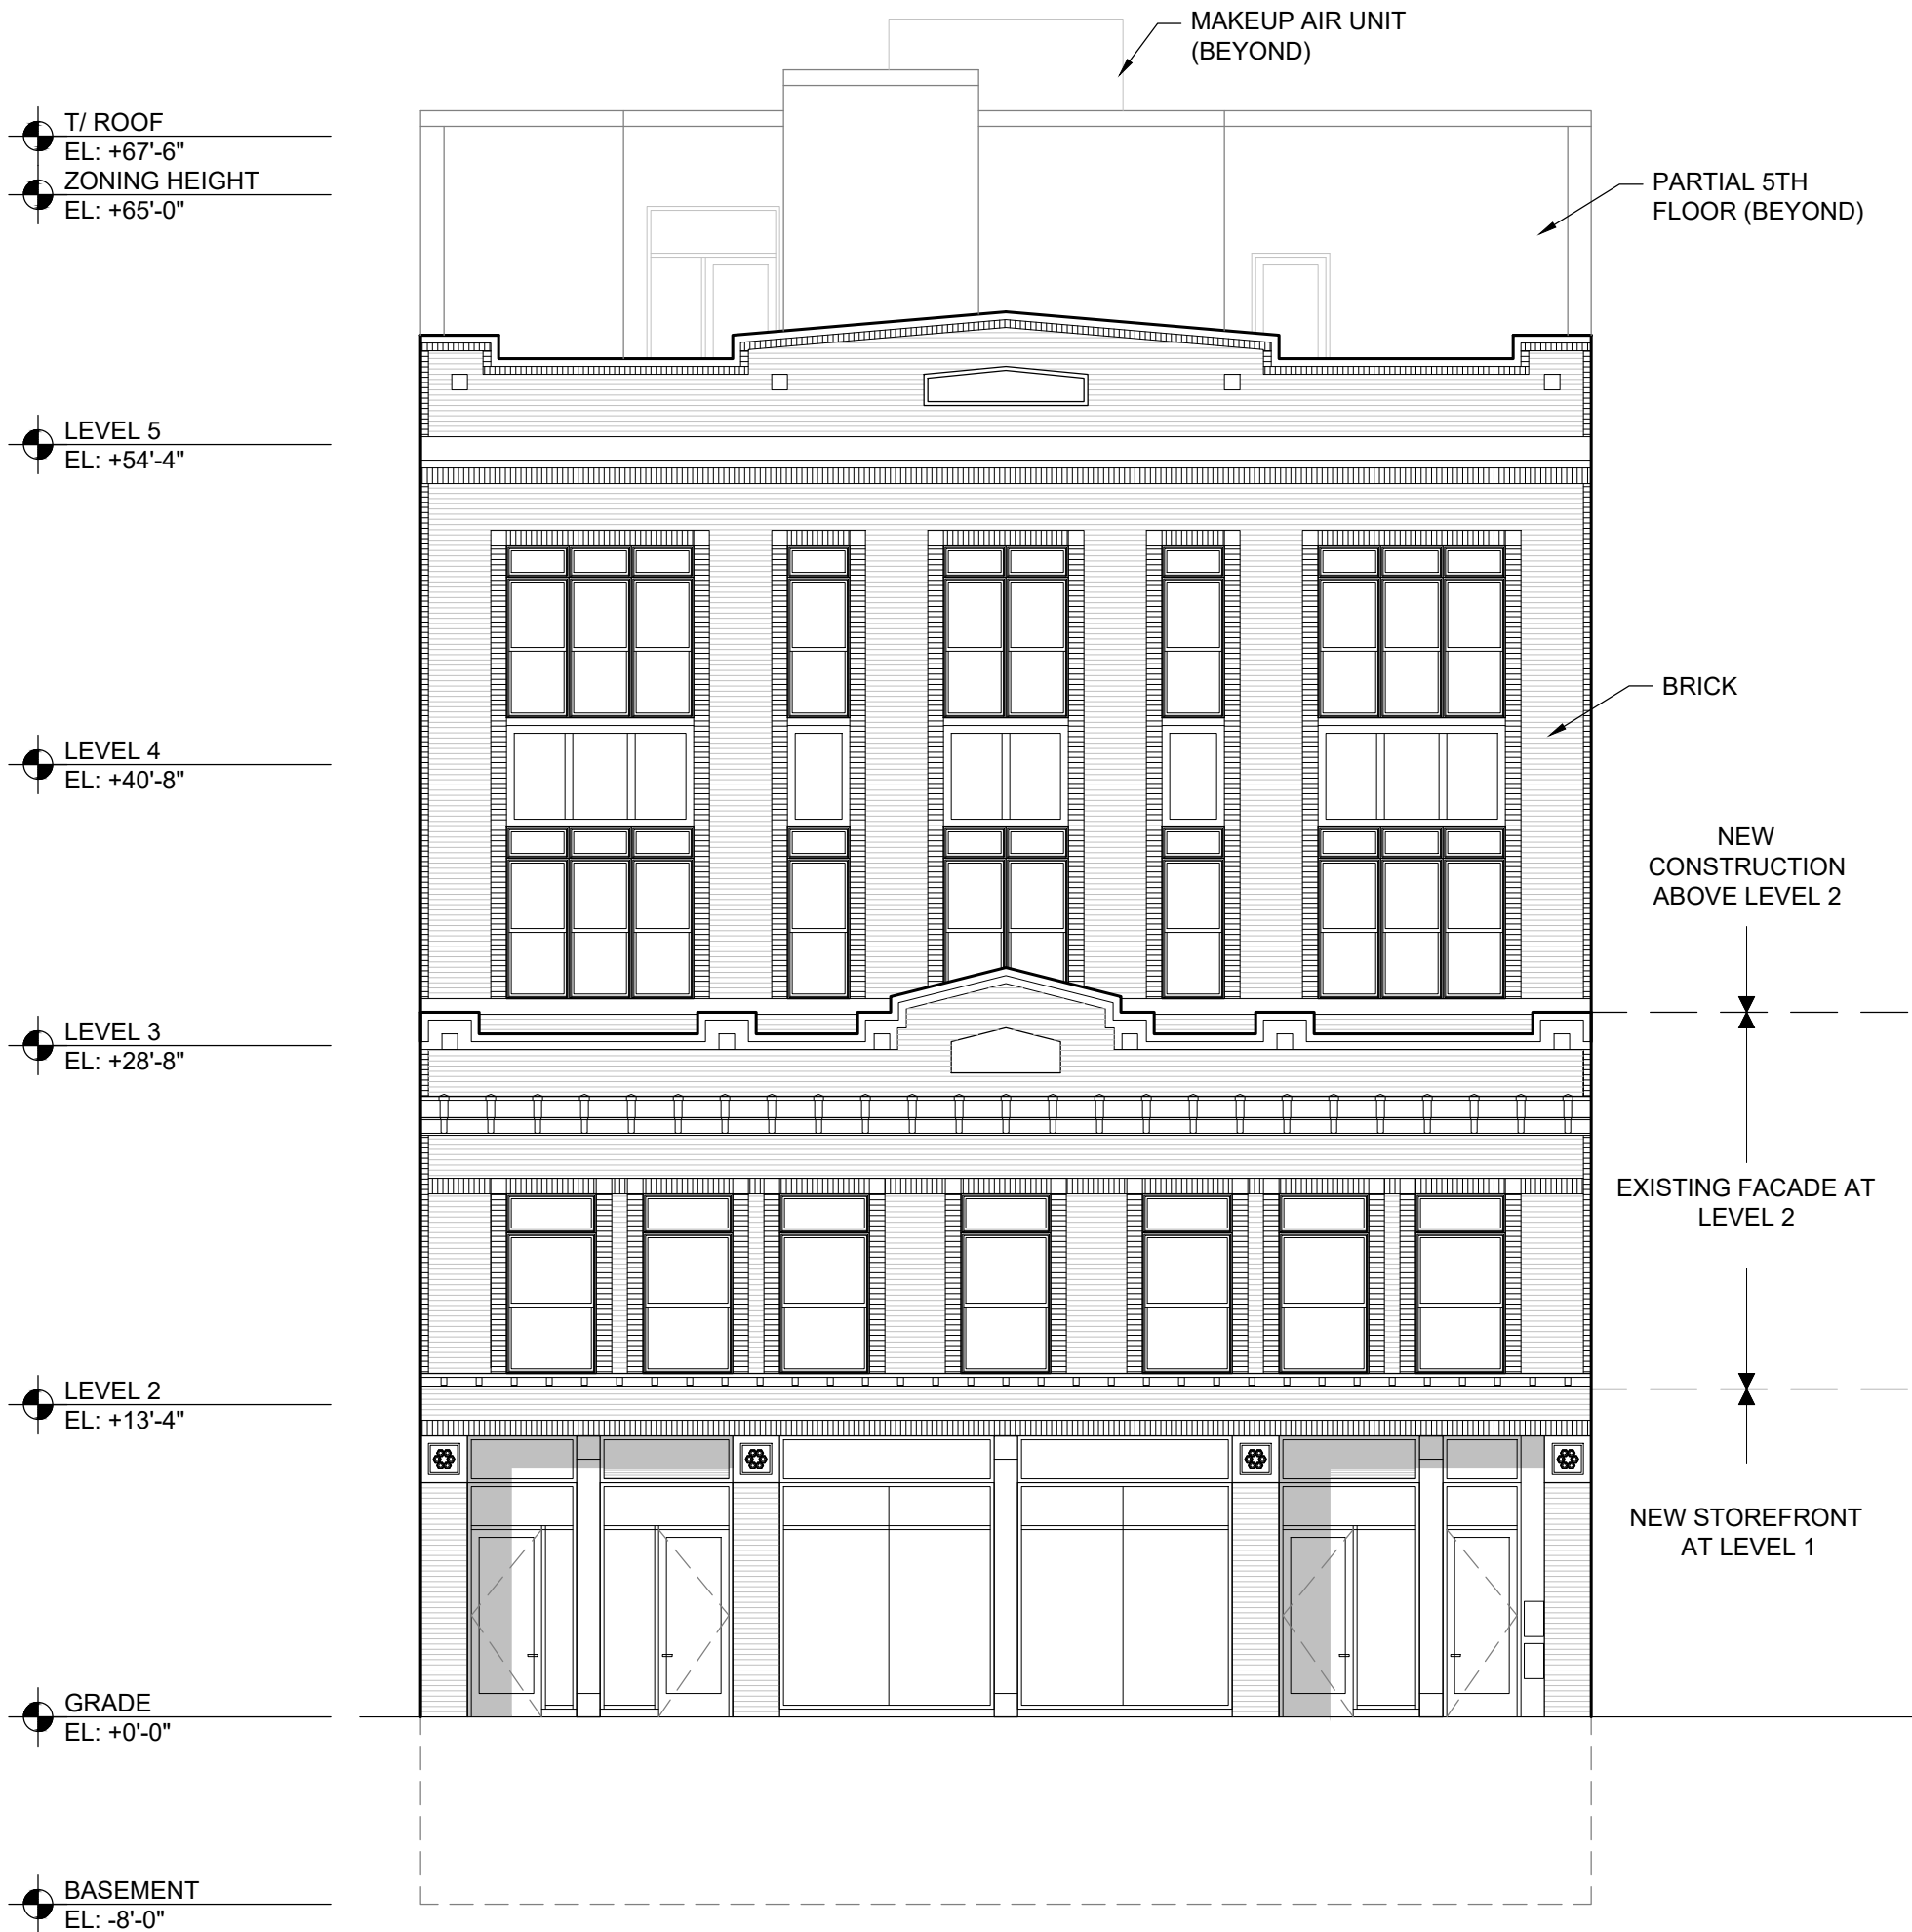 MAKEUP AIR UNIT
(BEYOND)
T/ ROOF
EL: +67'-6"
ZONING HEIGHT
EL: +65'-0"
PARTIAL 5TH
FLOOR (BEYOND)
LEVEL 5
EL: +54'-4"
BRICK
LEVEL 4
EL: +40'-8"
NEW
CONSTRUCTION
ABOVE LEVEL 2
LEVEL 3
EL: +28'-8"
EXISTING FACADE AT
LEVEL 2
LEVEL 2
EL: +13'-4"
NEW STOREFRONT
AT LEVEL 1
GRADE
EL: +0'-0"
BASEMENT
EL: -8'-0"